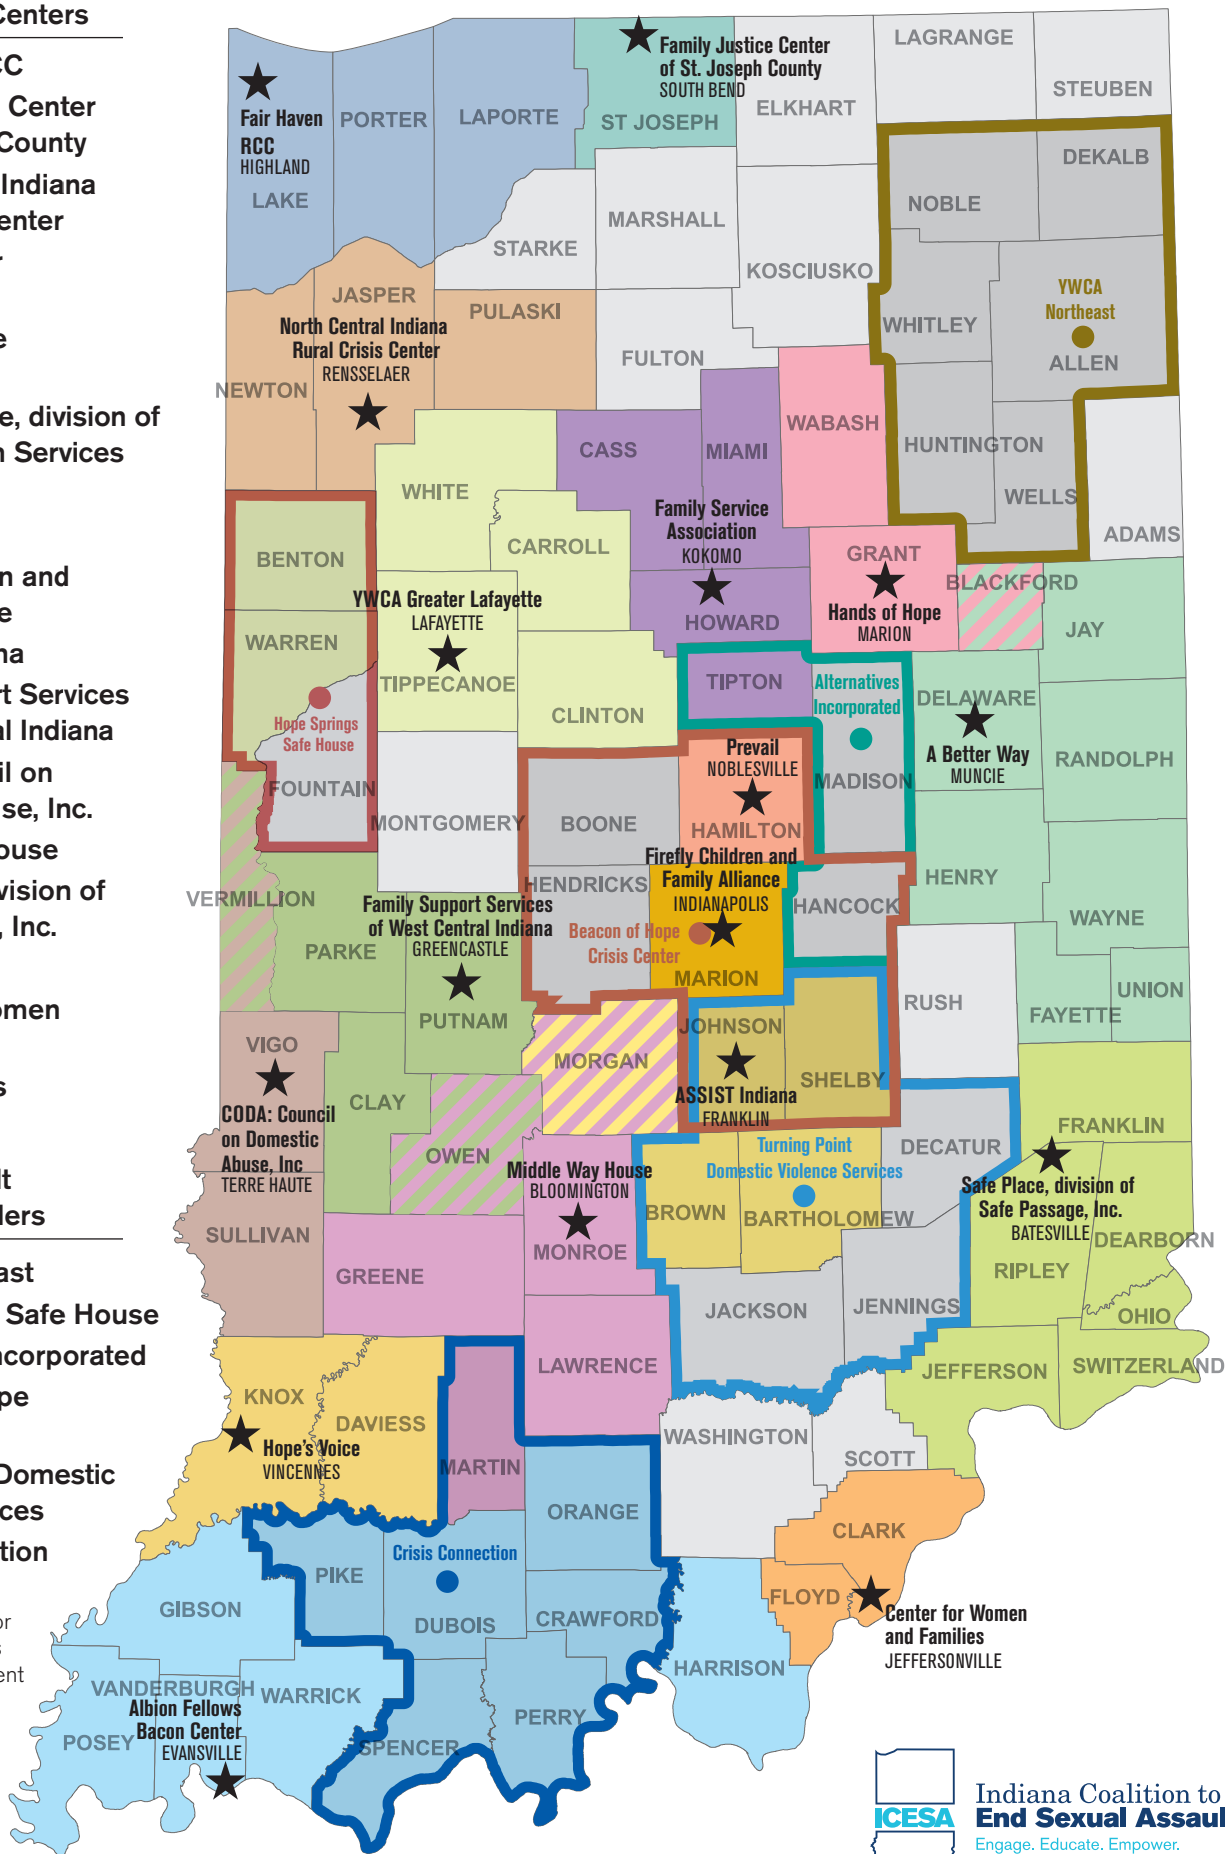 Centers
CC
Center
County
Indiana
enter
r
e
e, division of
n Services
n and
e
na
rt Services
al Indiana
il on
se, Inc.
ouse
vision of
, Inc.
omen
s
lt
ders
ast
Safe House
ncorporated
pe
Domestic
ices
tion
or
s
ent
LAGRANGE
STEUBEN
Family Justice Center
of St. Joseph County
SOUTH BEND
ELKHART
ST JOSEPH
LAPORTE
PORTER
Fair Haven
RCC
HIGHLAND
LAKE
DEKALB
NOBLE
MARSHALL
STARKE
KOSCIUSKO
YWCA
Northeast
WHITLEY
ALLEN
JASPER
PULASKI
North Central Indiana
Rural Crisis Center
RENSSELAER
FULTON
NEWTON
WABASH
CASS
MIAMI
HUNTINGTON
WELLS
ADAMS
WHITE
CARROLL
Family Service
Association
KOKOMO
HOWARD
GRANT
Hands of Hope
MARION
BLACKFORD
JAY
BENTON
WARREN
YWCA Greater Lafayette
LAFAYETTE
TIPPECANOE
CLINTON
TIPTON
Alternatives
Incorporated
MADISON
DELAWARE
A Better Way
MUNCIE
RANDOLPH
Hope Springs
Safe House
FOUNTAIN
MONTGOMERY
BOONE
Prevail
NOBLESVILLE
HAMILTON
Firefly Children and
Family Alliance
INDIANAPOLIS
HENDRICKS
Beacon of Hope
Crisis Center
MARION
HANCOCK
HENRY
WAYNE
VERMILLION
PARKE
Family Support Services
of West Central Indiana
GREENCASTLE
PUTNAM
RUSH
FAYETTE
UNION
VIGO
CODA: Council
on Domestic
Abuse, Inc
TERRE HAUTE
CLAY
OWEN
MORGAN
JOHNSON
ASSIST Indiana
FRANKLIN
SHELBY
DECATUR
FRANKLIN
Safe Place, division of
Safe Passage, Inc.
BATESVILLE
DEARBORN
RIPLEY
OHIO
SULLIVAN
GREENE
Middle Way House
BLOOMINGTON
MONROE
Turning Point
Domestic Violence Services
BROWN
BARTHOLOMEW
JACKSON
JENNINGS
JEFFERSON
SWITZERLAND
LAWRENCE
KNOX
DAVIESS
Hope's Voice
VINCENNES
MARTIN
WASHINGTON
SCOTT
ORANGE
CLARK
FLOYD
Center for Women
and Families
JEFFERSONVILLE
Crisis Connection
PIKE
DUBOIS
CRAWFORD
HARRISON
GIBSON
VANDERBURGH
WARRICK
Albion Fellows
Bacon Center
EVANSVILLE
POSEY
SPENCER
PERRY
ICESA
Indiana Coalition to
End Sexual Assaul
Engage. Educate. Empower.